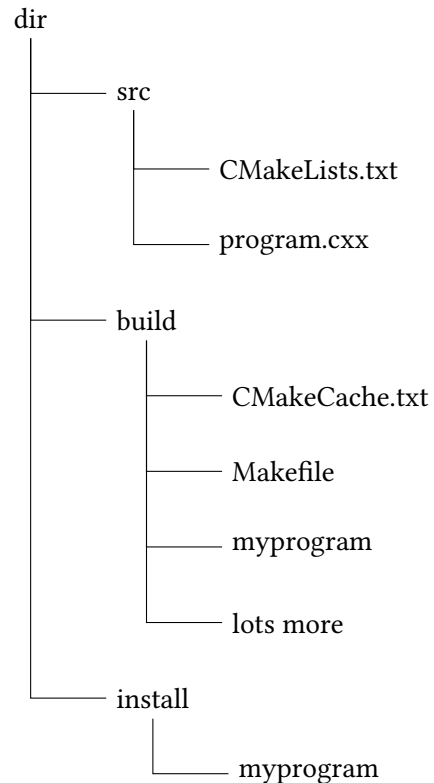 dir
src
CMakeLists.txt
program.cxx
build
CMakeCache.txt
Makefile
myprogram
lots more
install
myprogram